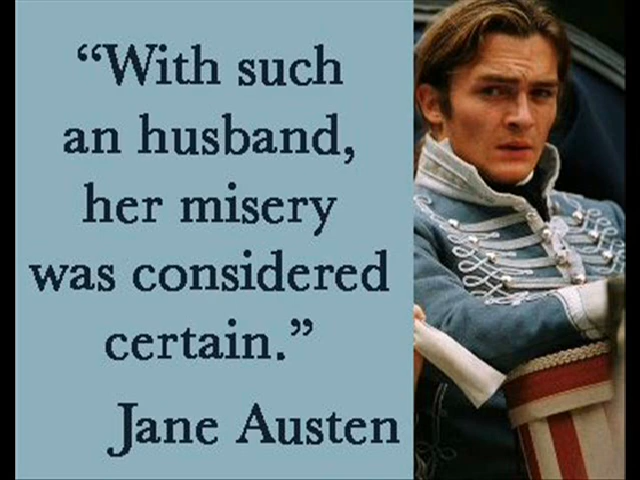 “With such
an husband,
her misery
was considered
certain.”
Jane Austen